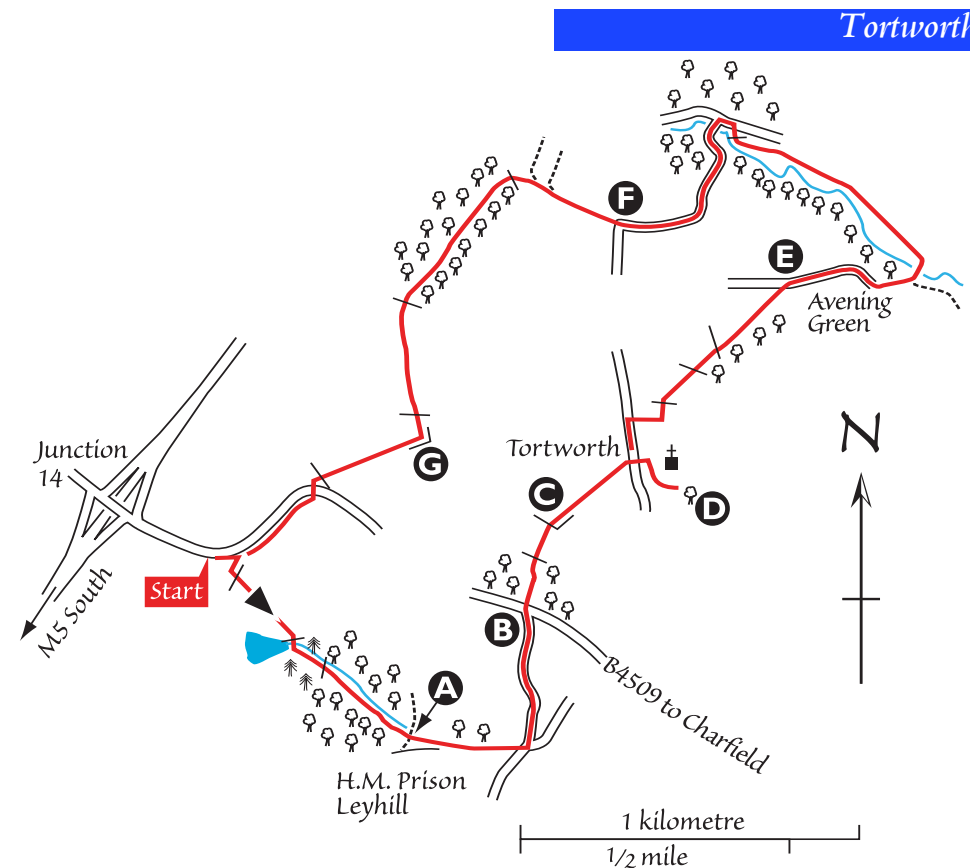 Tortworth
F
E
Avening
Green
Junction
14
Tortworth
G
C
D
N
Start
M5 South
B
A
B4509 to Charfield
H.M. Prison
Leyhill
1 kilometre
1/2 mile